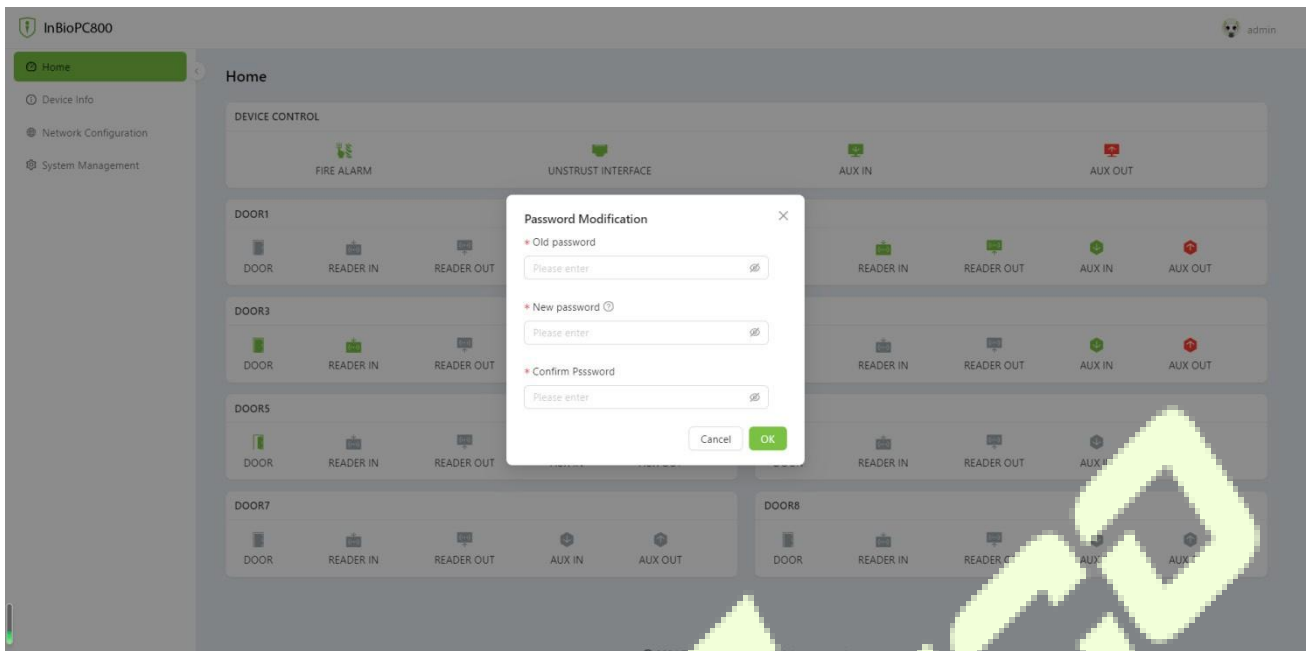 InBioPC800
admin
Home
Device Info
Network Configuration
System Management
Home
DEVICE CONTROL
FIRE ALARM UNSTRUST INTERFACE AUX IN AUX OUT
DOOR1
DOOR READER IN READER OUT
READER IN READER OUT AUX IN AUX OUT
DOOR3
DOOR READER IN READER OUT
READER IN READER OUT AUX IN AUX OUT
DOOR5
DOOR READER IN READER OUT
READER IN READER OUT
DOOR7
DOOR READER IN READER OUT AUX IN AUX OUT
DOOR8
DOOR READER IN READER
Password Modification
* Old password
Please enter
* New password
Please enter
* Confirm Pssword
Please enter
Cancel OK